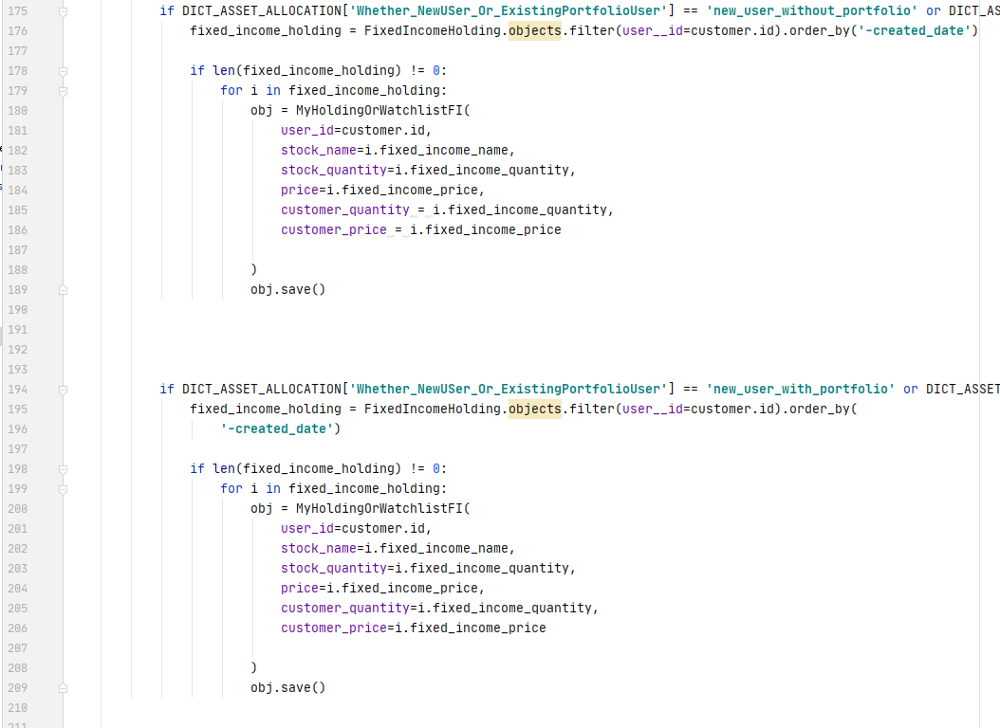 175 if DICT_ASSET_ALLOCATION['Whether_NewUSer_Or_ExistingPortfolioUser'] == 'new_user_without_portfolio' or DICT_AS
176 fixed_income_holding = FixedIncomeHolding.objects.filter(user__id=customer.id).order_by('-created_date')
177
178 if len(fixed_income_holding) != 0:
179 for i in fixed_income_holding:
180 obj = MyHoldingOrWatchlistFI(
181 user_id=customer.id,
182 stock_name=i.fixed_income_name,
183 stock_quantity=i.fixed_income_quantity,
184 price=i.fixed_income_price,
185 customer_quantity = i.fixed_income_quantity,
186 customer_price = i.fixed_income_price
187
188 )
189 obj.save()
190
191
192
193
194 if DICT_ASSET_ALLOCATION['Whether_NewUSer_Or_ExistingPortfolioUser'] == 'new_user_with_portfolio' or DICT_ASSET
195 fixed_income_holding = FixedIncomeHolding.objects.filter(user__id=customer.id).order_by(
196 '-created_date')
197
198 if len(fixed_income_holding) != 0:
199 for i in fixed_income_holding:
200 obj = MyHoldingOrWatchlistFI(
201 user_id=customer.id,
202 stock_name=i.fixed_income_name,
203 stock_quantity=i.fixed_income_quantity,
204 price=i.fixed_income_price,
205 customer_quantity=i.fixed_income_quantity,
206 customer_price=i.fixed_income_price
207
208 )
209 obj.save()
210
211